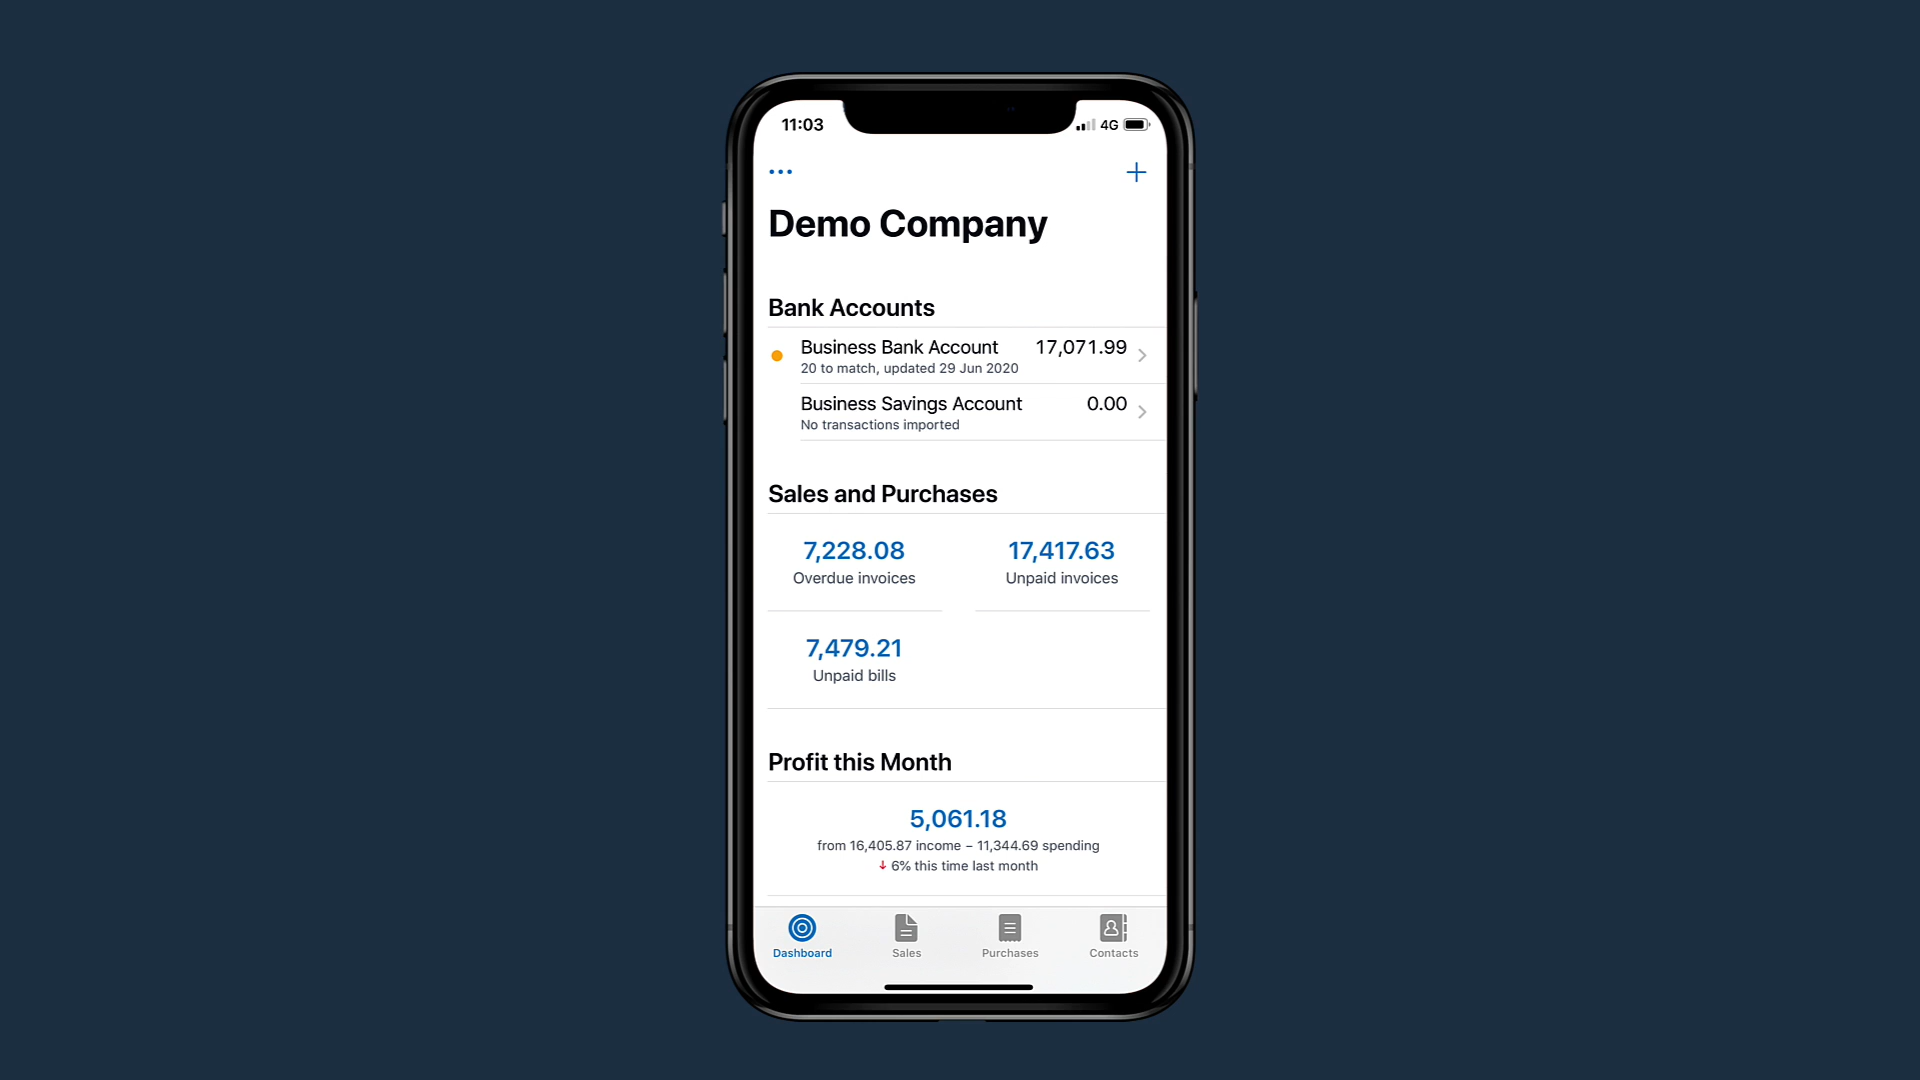 11:03
4G
Demo Company
Bank Accounts
Business Bank Account 17,071.99
20 to match, updated 29 Jun 2020
Business Savings Account 0.00
No transactions imported
Sales and Purchases
7,228.08 17,417.63
Overdue invoices Unpaid invoices
7,479.21
Unpaid bills
Profit this Month
5,061.18
from 16,405.87 income – 11,344.69 spending
↓ 6% this time last month
Dashboard Sales Purchases Contacts